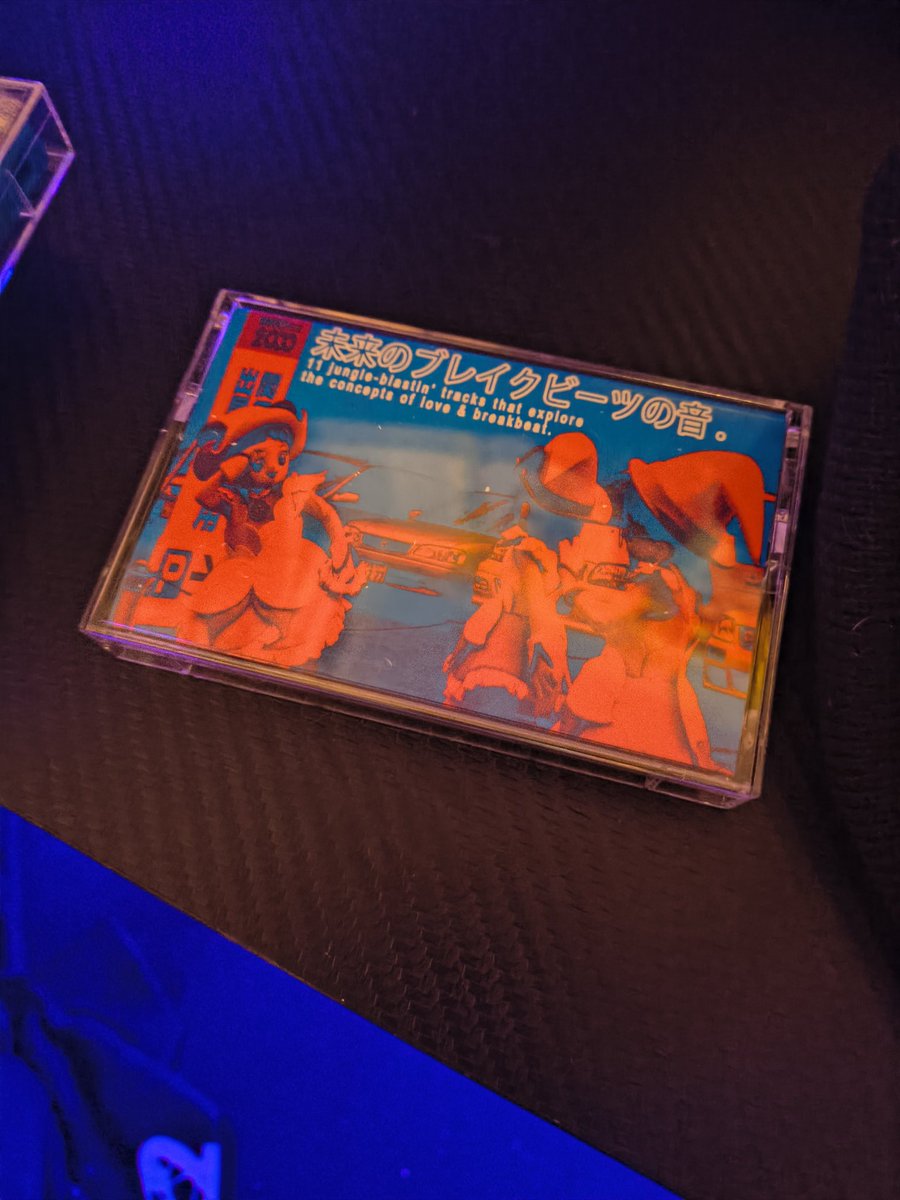 未来のブレイクビーツの音.
11 jungle-blastin' tracks that explore
the concepts of love & breakbeat.